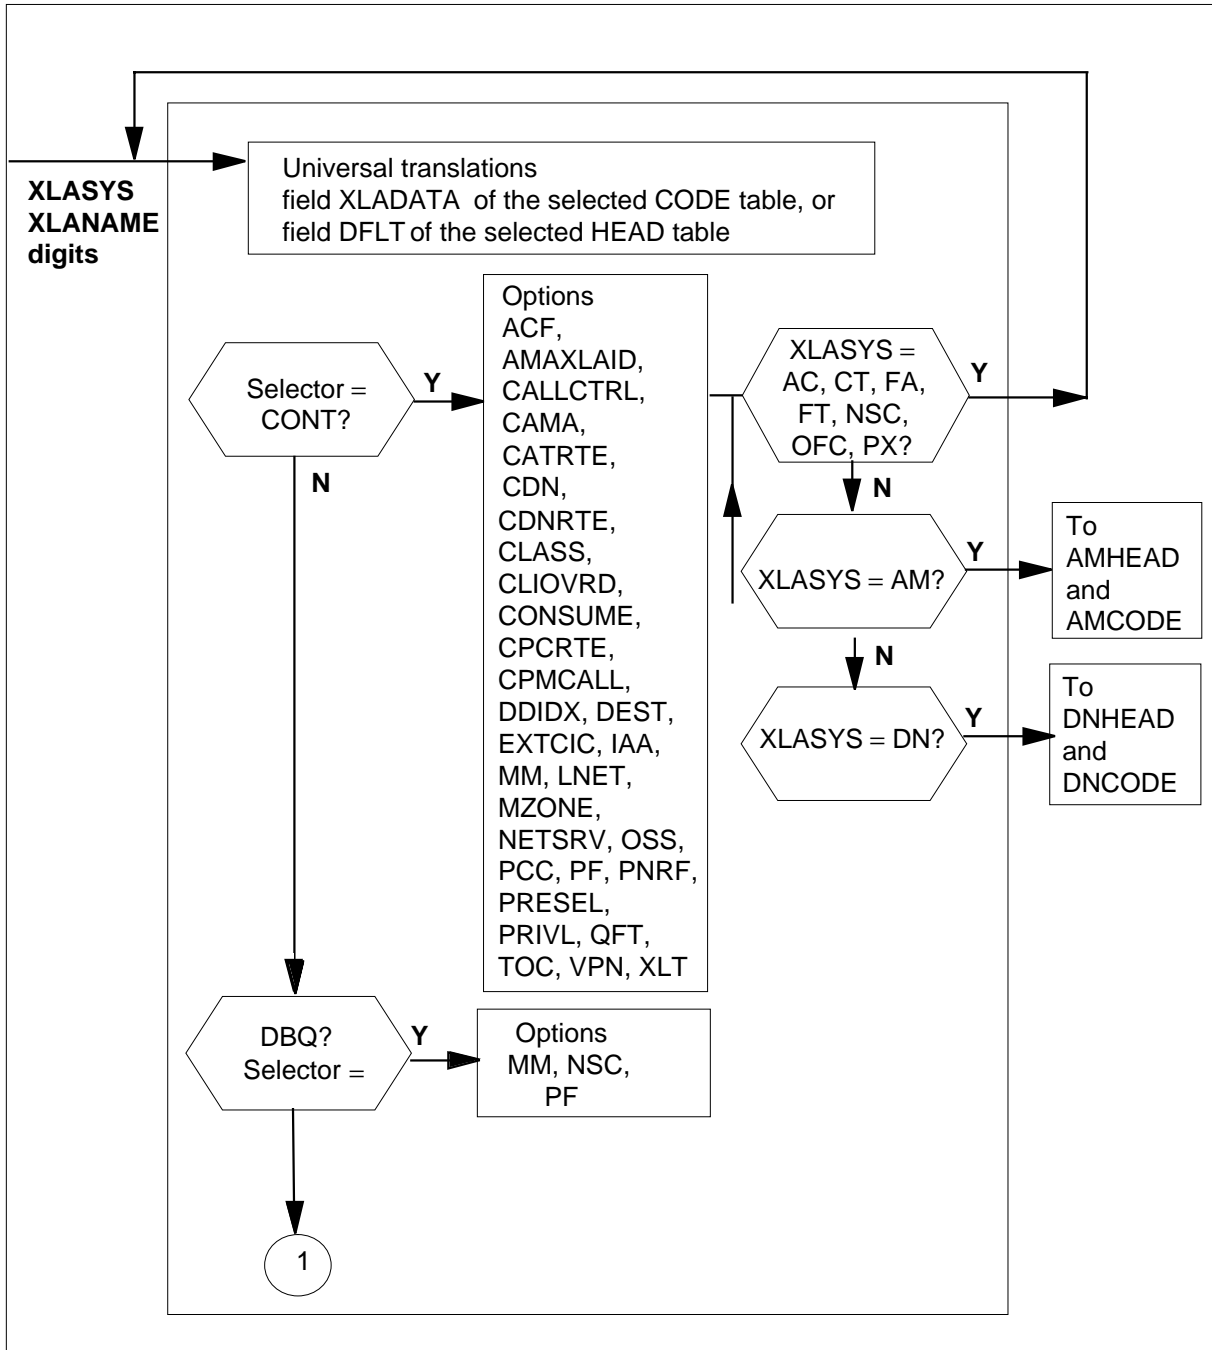 XLASYS
XLANAME
digits
Universal translations
field XLADATA of the selected CODE table, or
field DFLT of the selected HEAD table
Selector =
CONT?
Y
N
Options
ACF,
AMAXLAID,
CALLCTRL,
CAMA,
CATRTE,
CDN,
CDNRTE,
CLASS,
CLIOVRD,
CONSUME,
CPCRTE,
CPMCALL,
DDIDX, DEST,
EXTCIC, IAA,
MM, LNET,
MZONE,
NETSRV, OSS,
PCC, PF, PNRF,
PRESEL,
PRIVL, QFT,
TOC, VPN, XLT
XLASYS =
AC, CT, FA,
FT, NSC,
OFC, PX?
Y
N
XLASYS = AM?
Y
To
AMHEAD
and
AMCODE
N
XLASYS = DN?
Y
To
DNHEAD
and
DNCODE
DBQ?
Selector =
Y
Options
MM, NSC,
PF
1